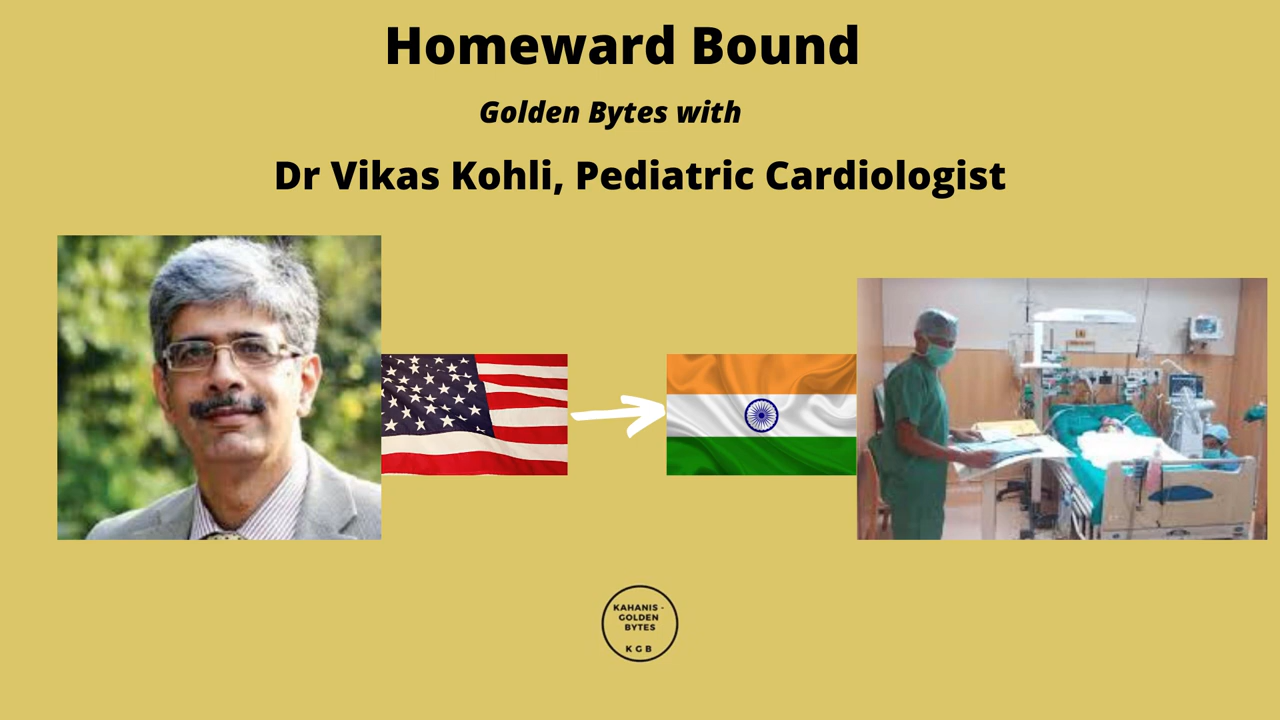 Homeward Bound
Golden Bytes with
Dr Vikas Kohli, Pediatric Cardiologist
KAHANIS -
GOLDEN
BYTES
K G B